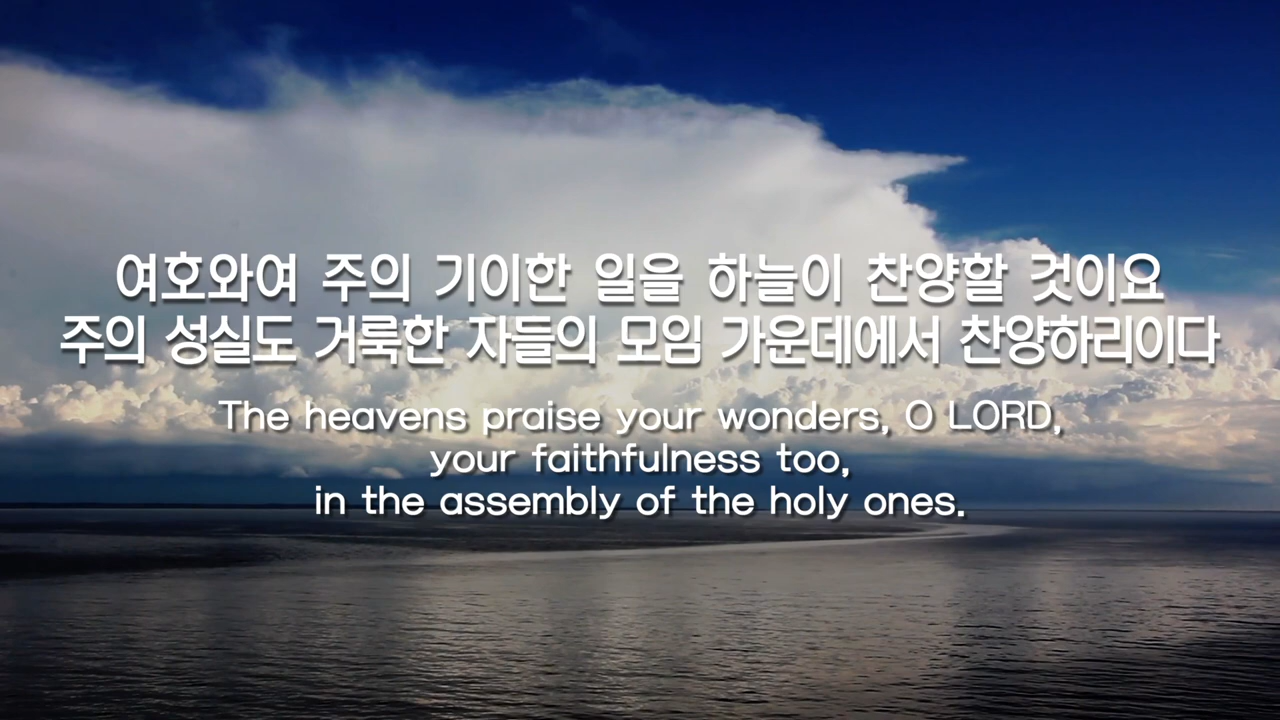 여호와여 주의 기이한 일을 하늘이 찬양할 것이요
주의 성실도 거룩한 자들의 모임 가운데에서 찬양하리이다
The heavens praise your wonders, O LORD,
your faithfulness too,
in the assembly of the holy ones.